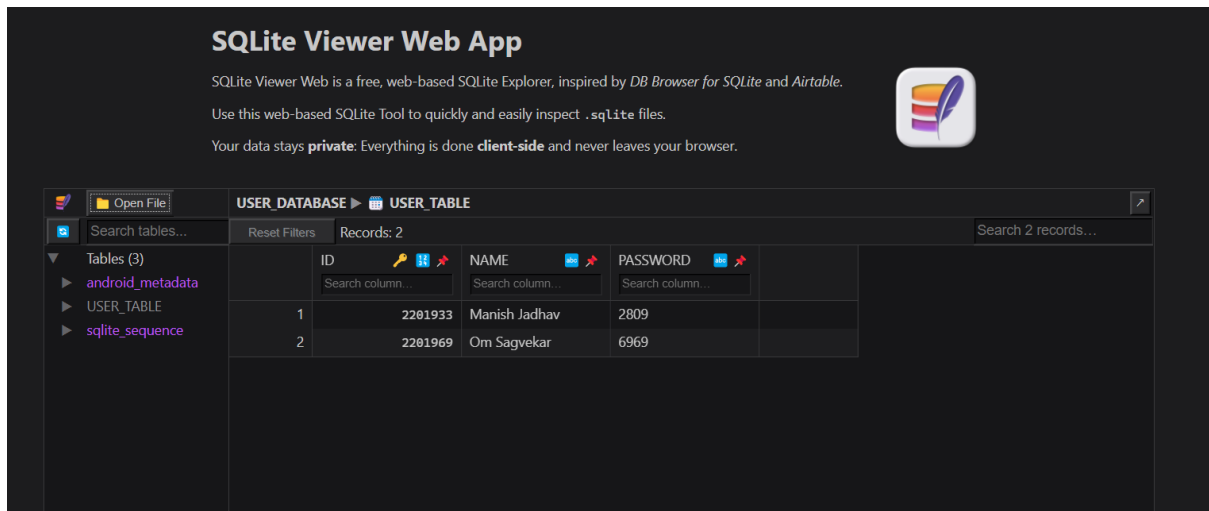 SQLite Viewer Web App
SQLite Viewer Web is a free, web-based SQLite Explorer, inspired by DB Browser for SQLite and Airtable.
Use this web-based SQLite Tool to quickly and easily inspect .sqlite files.
Your data stays private: Everything is done client-side and never leaves your browser.
Open File
USER_DATABASE ▶ USER_TABLE
Search tables...
Reset Filters
Records: 2
Search 2 records...
Tables (3)
android_metadata
USER_TABLE
sqlite_sequence
ID NAME PASSWORD
Search column... Search column... Search column...
1 2201933 Manish Jadhav 2809
2 2201969 Om Sagvekar 6969